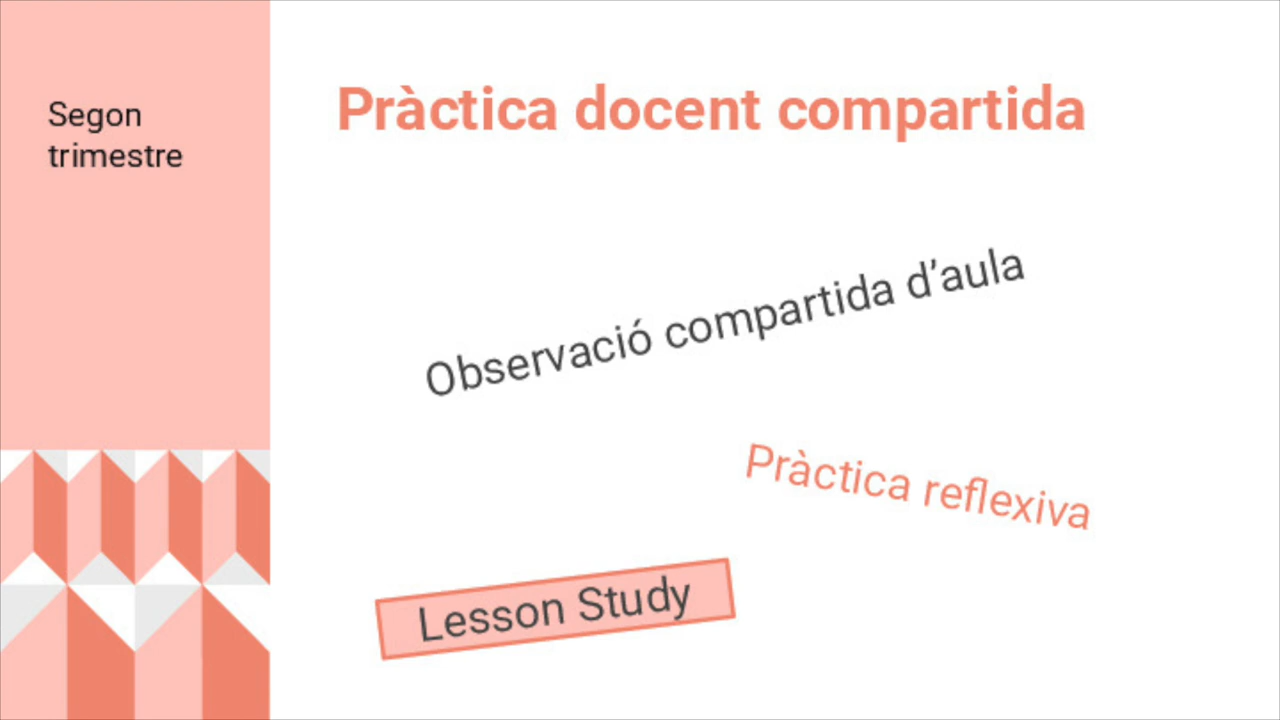 Segon
trimestre
Pràctica docent compartida
Observació compartida d’aula
Pràctica reflexiva
Lesson Study